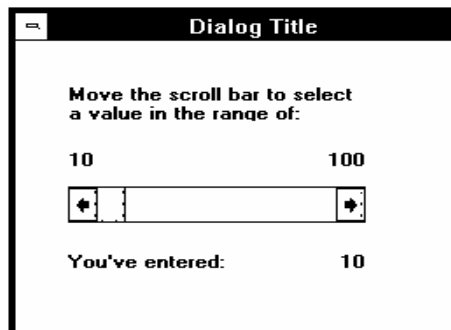 Dialog Title
Move the scroll bar to select
a value in the range of:
10 100
You've entered: 10